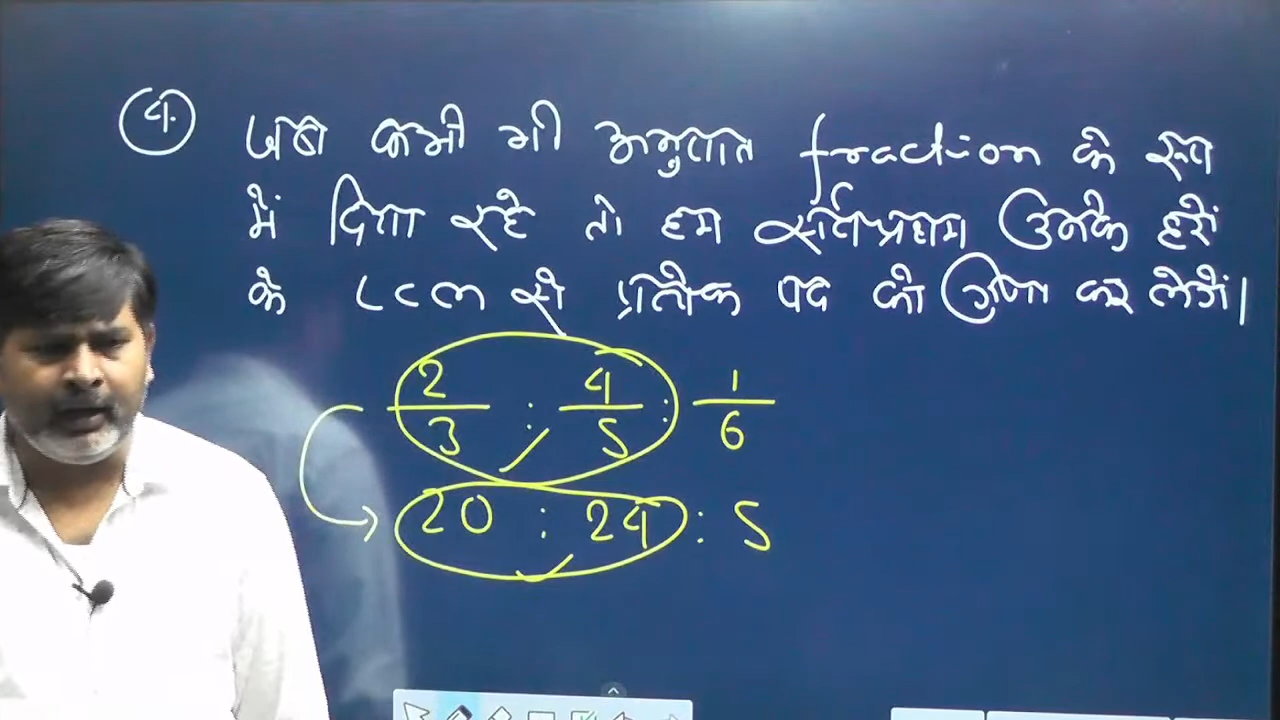 ④ जब कभी भी अनुपात fraction के रूप
में दिया रहे तो हम सर्वप्रथम उनके हरों
के LCM से प्रत्येक पद को गुणा कर लेगें।
2/3 : 4/5 : 1/6
20 : 24 : 5